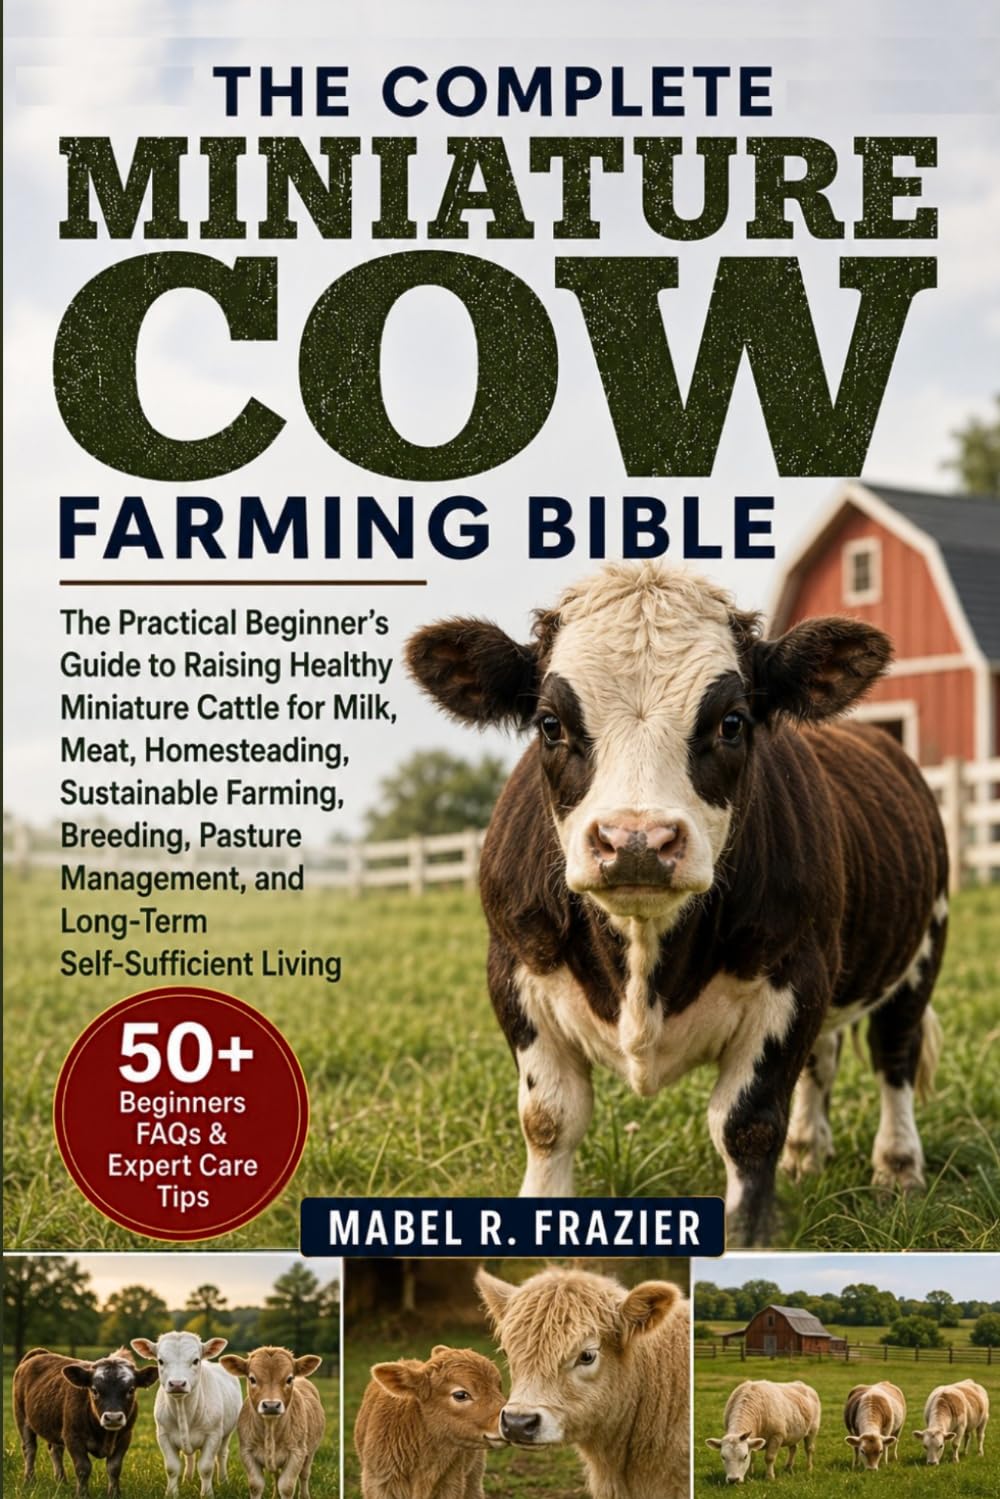 THE COMPLETE
MINIATURE
COW
FARMING BIBLE
The Practical Beginner's
Guide to Raising Healthy
Miniature Cattle for Milk,
Meat, Homesteading,
Sustainable Farming,
Breeding, Pasture
Management, and
Long-Term
Self-Sufficient Living
50+
Beginners
FAQs &
Expert Care
Tips
MABEL R. FRAZIER